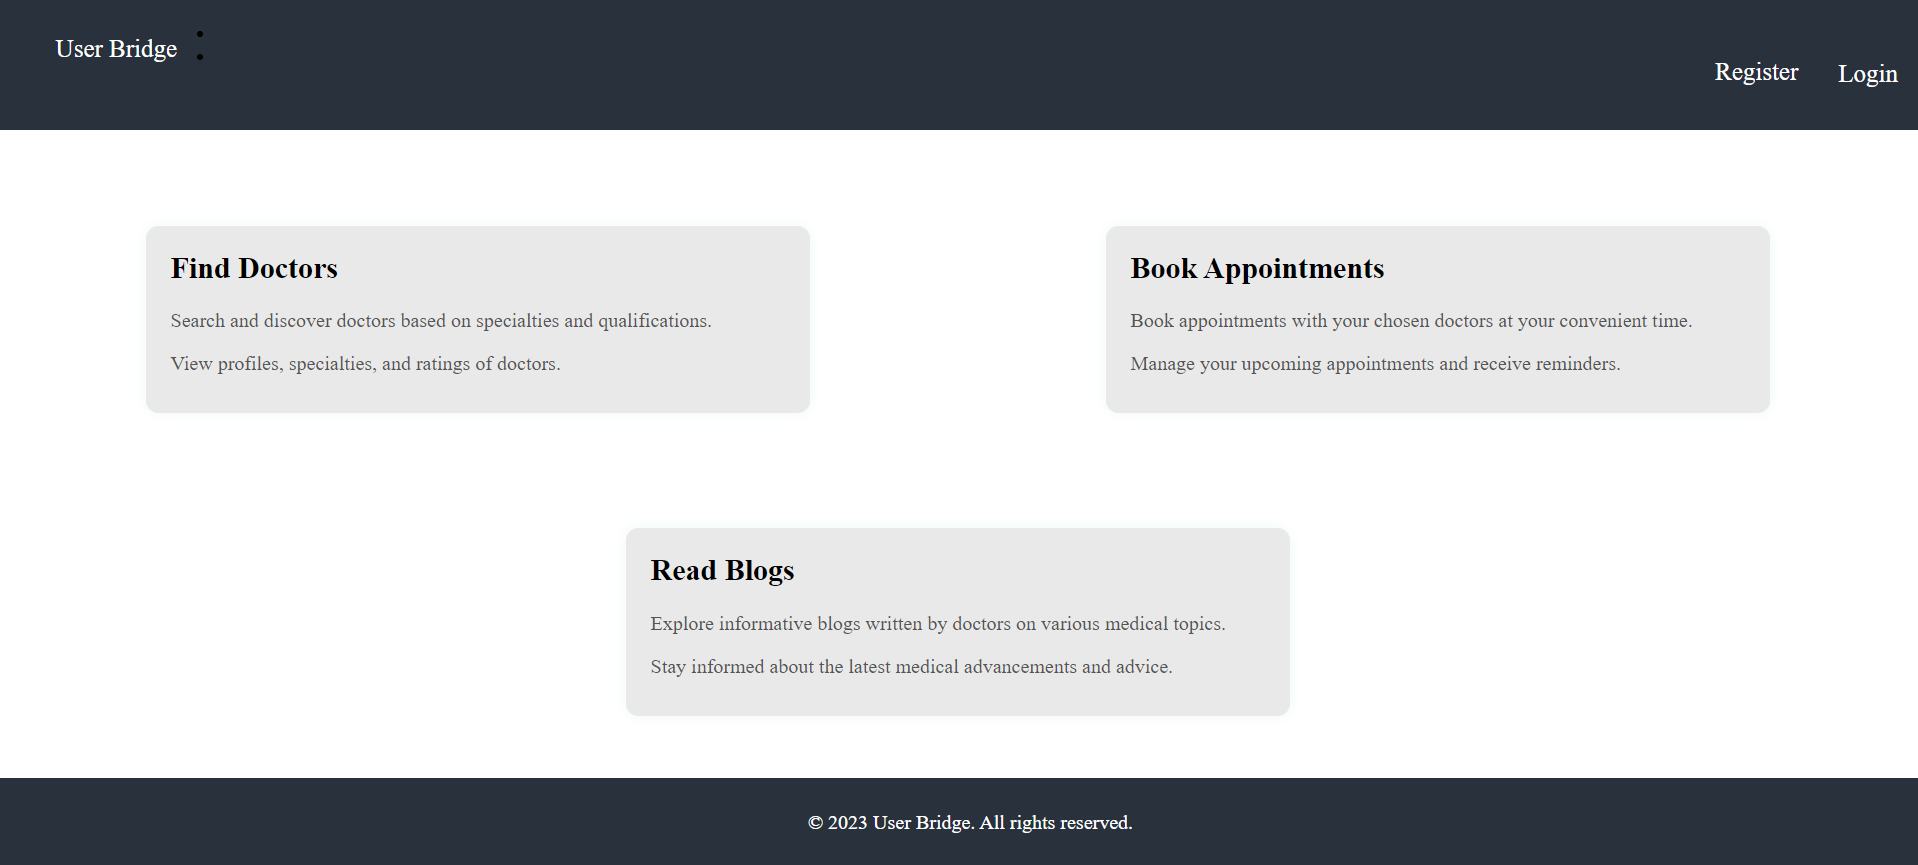 User Bridge
Register
Login
Find Doctors
Search and discover doctors based on specialties and qualifications.
View profiles, specialties, and ratings of doctors.
Book Appointments
Book appointments with your chosen doctors at your convenient time.
Manage your upcoming appointments and receive reminders.
Read Blogs
Explore informative blogs written by doctors on various medical topics.
Stay informed about the latest medical advancements and advice.
© 2023 User Bridge. All rights reserved.